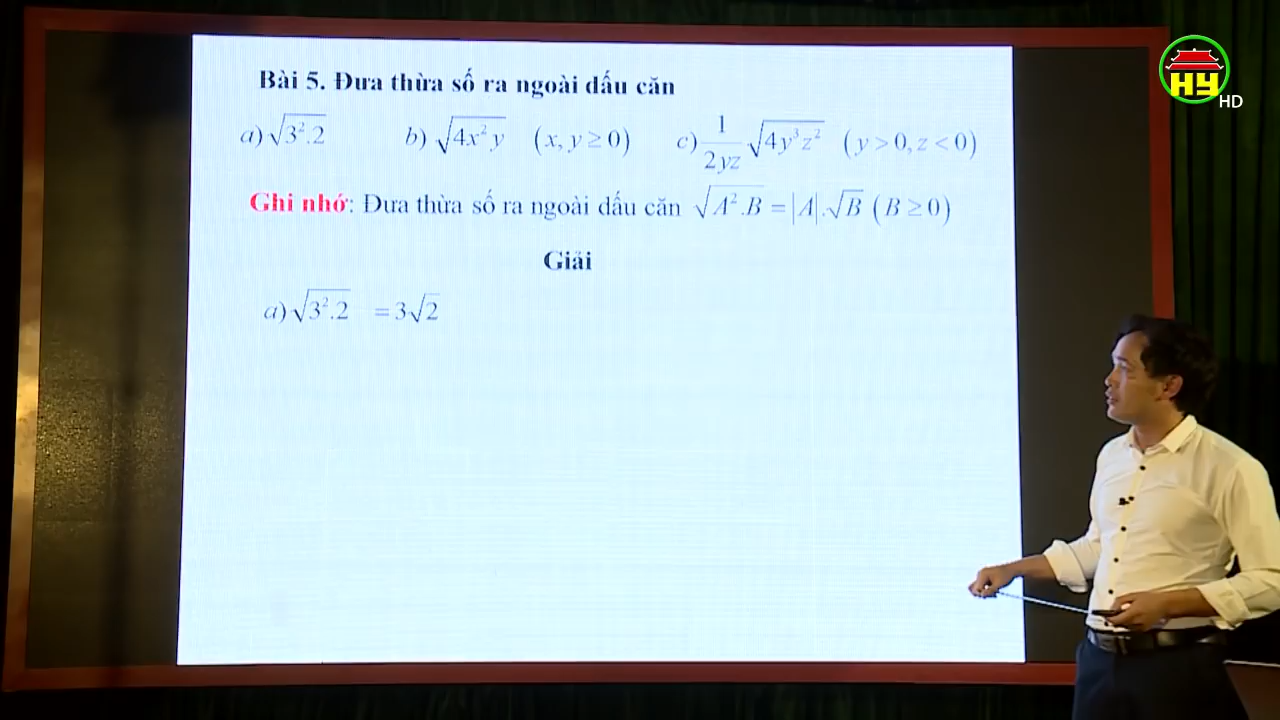 Bài 5. Đưa thừa số ra ngoài dấu căn
a) √(3².2) b) √(4x²y) (x, y ≥ 0) c) 1/(2yz) √(4y³z²) (y > 0, z < 0)
Ghi nhớ: Đưa thừa số ra ngoài dấu căn √(A².B) = |A|.√B (B ≥ 0)
Giải
a) √(3².2) = 3√2
HY
HD